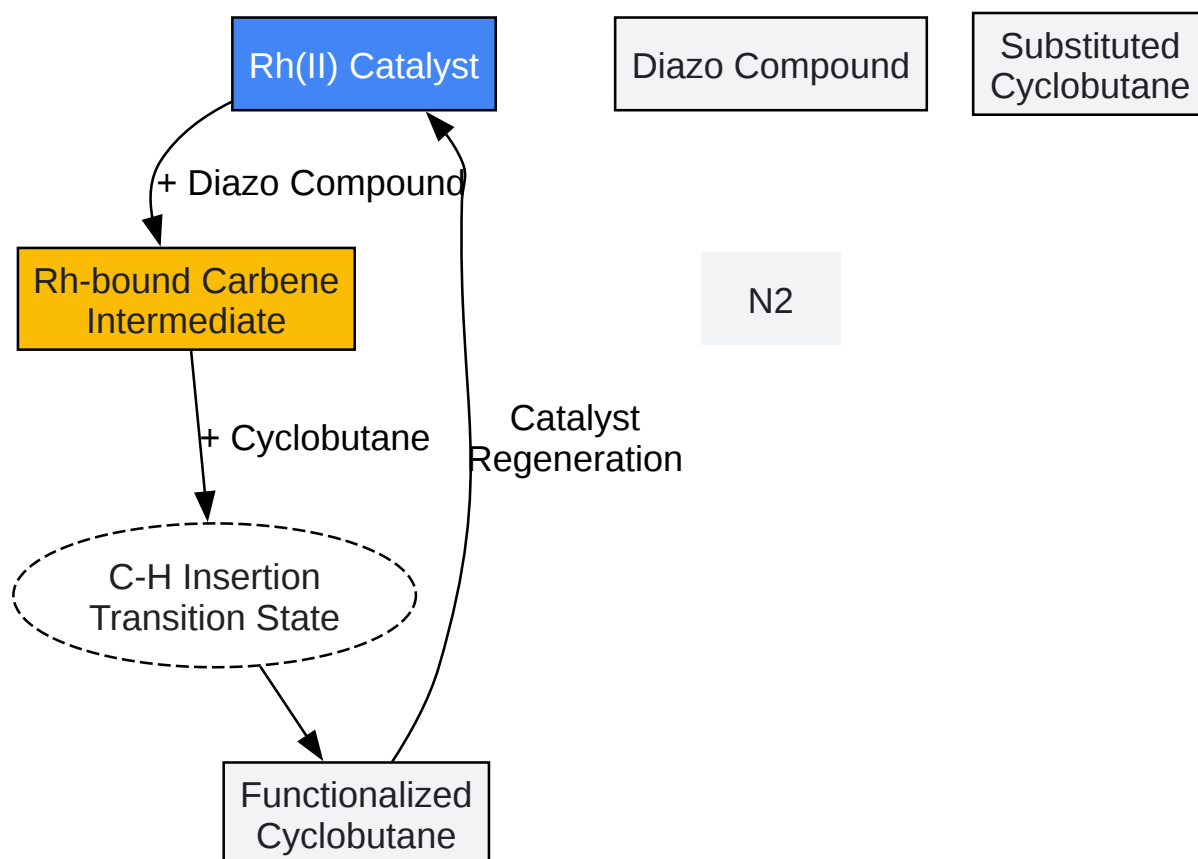 Rh(II) Catalyst
Diazo Compound
Substituted
Cyclobutane
+ Diazo Compound
Rh-bound Carbene
Intermediate
N2
+ Cyclobutane
Catalyst
Regeneration
C-H Insertion
Transition State
Functionalized
Cyclobutane